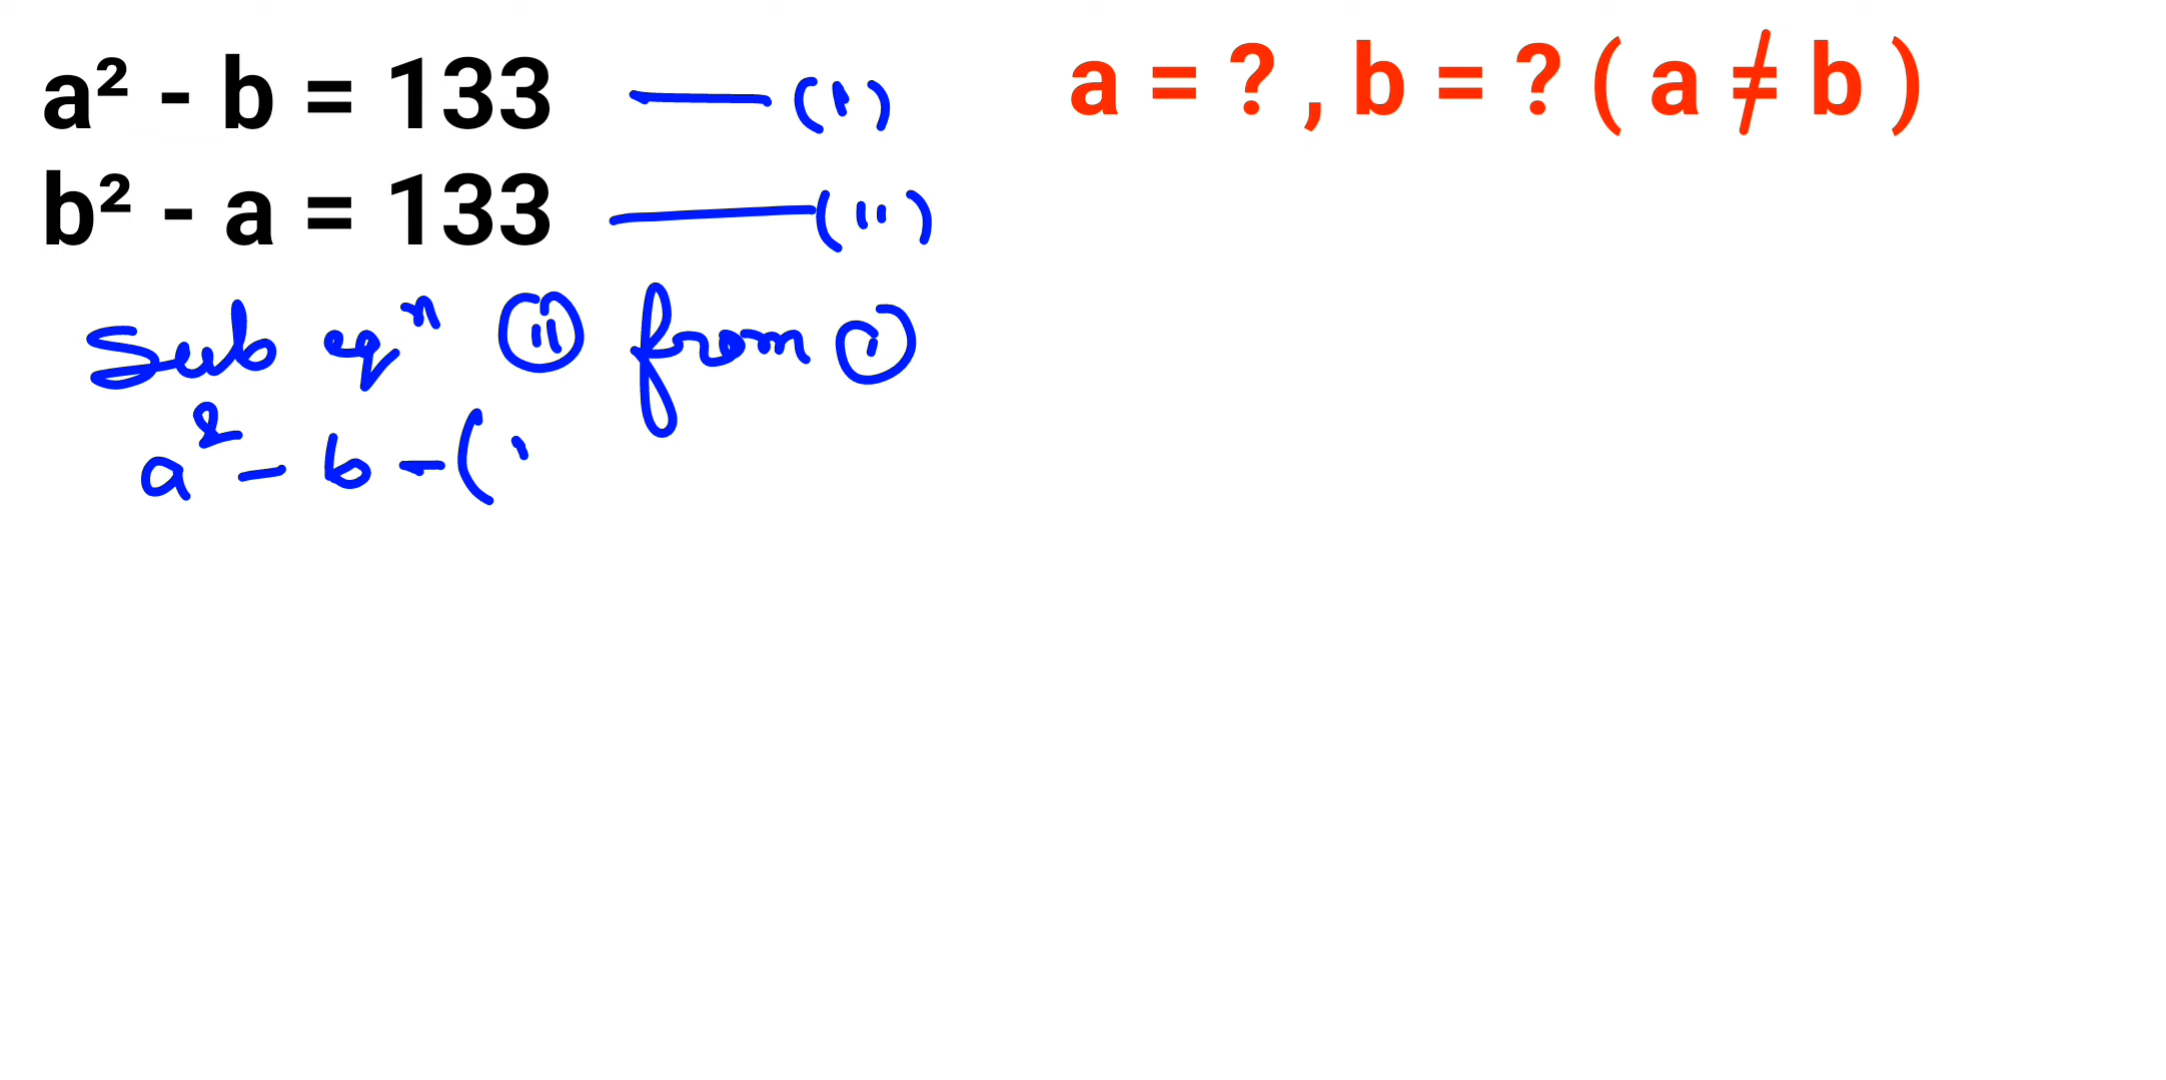 a² - b = 133 —(i) a = ? , b = ? ( a ≠ b )
b² - a = 133 —(ii)
Sub eqⁿ (ii) from (i)
a² - b - (